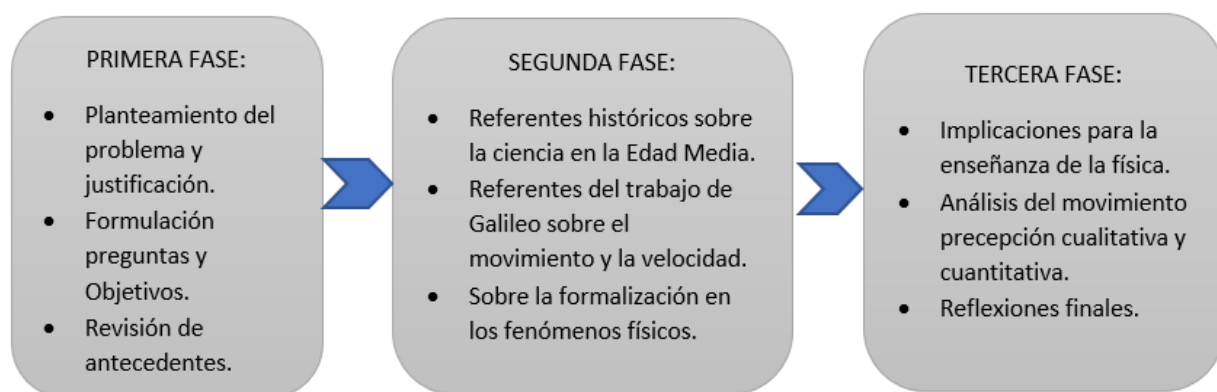 PRIMERA FASE:
• Planteamiento del
problema y
justificación.
• Formulación
preguntas y
Objetivos.
• Revisión de
antecedentes.
SEGUNDA FASE:
• Referentes históricos sobre
la ciencia en la Edad Media.
• Referentes del trabajo de
Galileo sobre el
movimiento y la velocidad.
• Sobre la formalización en
los fenómenos físicos.
TERCERA FASE:
• Implicaciones para la
enseñanza de la física.
• Análisis del movimiento
precepción cualitativa y
cuantitativa.
• Reflexiones finales.